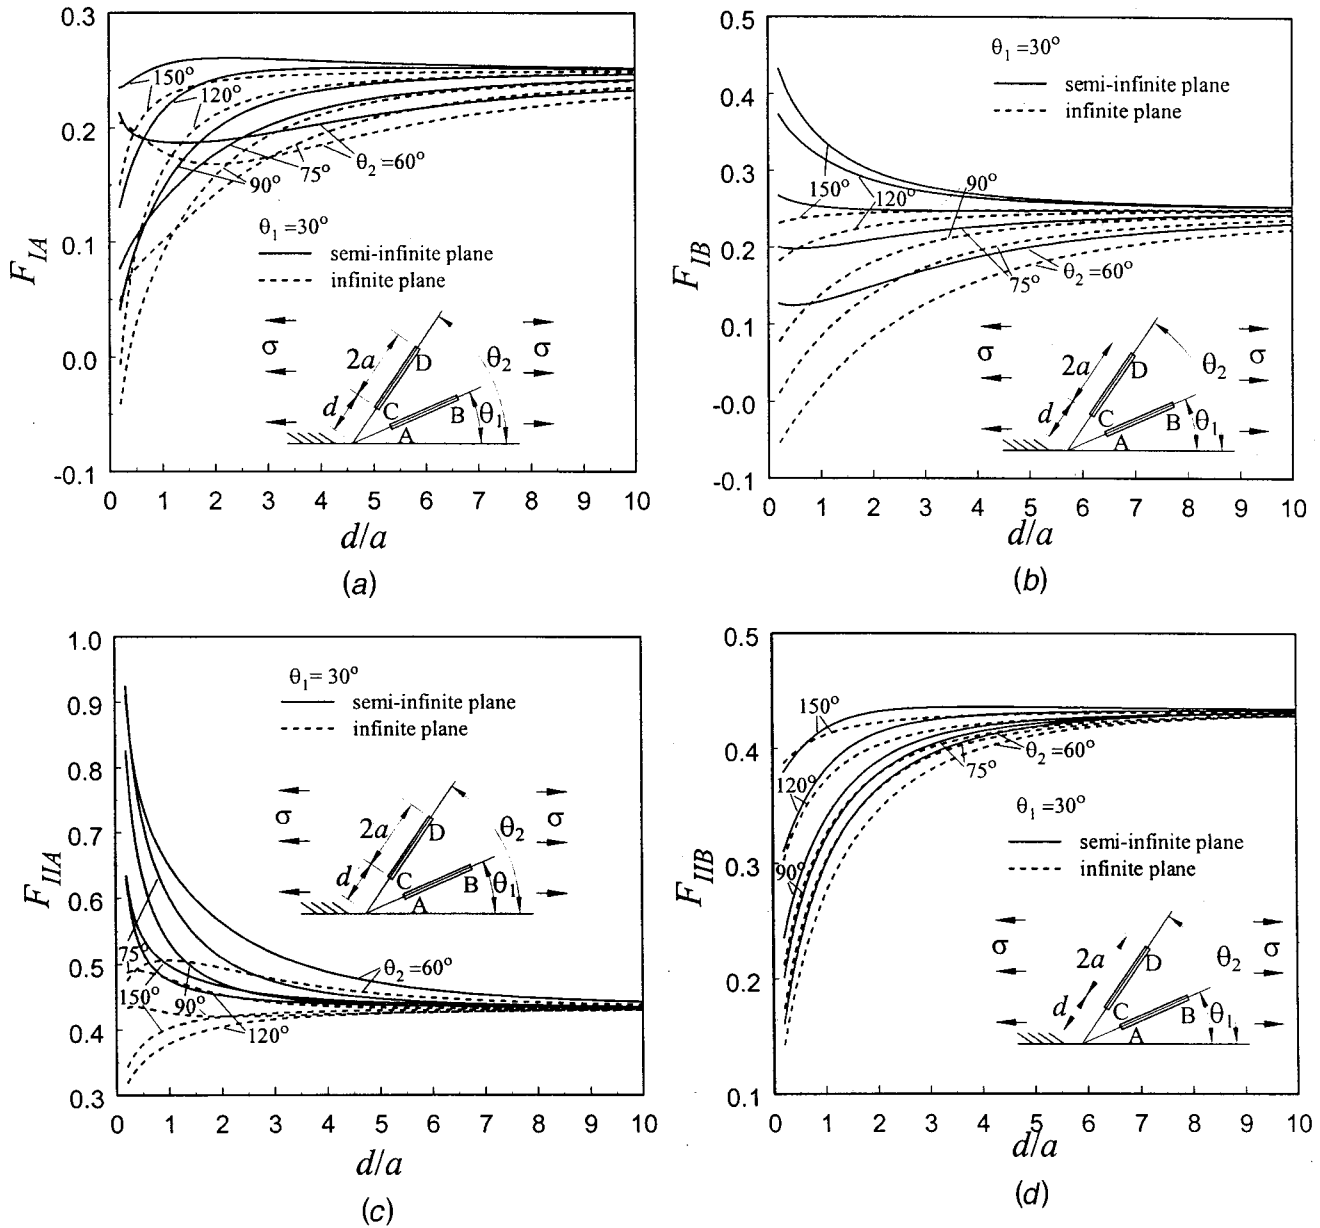 0.3
0.2
0.1
0.0
-0.1
F_IA
150°
120°
90°
75°
θ₂=60°
θ₁=30°
semi-infinite plane
infinite plane
σ
σ
2a
d
D
C
B
A
θ₂
θ₁
0 1 2 3 4 5 6 7 8 9 10
d/a
(a)
0.5
0.4
0.3
0.2
0.1
-0.0
-0.1
F_IB
θ₁=30°
semi-infinite plane
infinite plane
150°
120°
90°
75°
θ₂=60°
σ
σ
2a
d
D
C
B
A
θ₂
θ₁
0 1 2 3 4 5 6 7 8 9 10
d/a
(b)
1.0
0.9
0.8
0.7
0.6
0.5
0.4
0.3
F_IIA
θ₁=30°
semi-infinite plane
infinite plane
σ
σ
2a
d
D
C
B
A
θ₂
θ₁
75°
150°
90°
120°
θ₂=60°
0 1 2 3 4 5 6 7 8 9 10
d/a
(c)
0.5
0.4
0.3
0.2
0.1
F_IIB
150°
120°
90°
75°
θ₂=60°
θ₁=30°
semi-infinite plane
infinite plane
σ
σ
2a
d
D
C
B
A
θ₂
θ₁
0 1 2 3 4 5 6 7 8 9 10
d/a
(d)